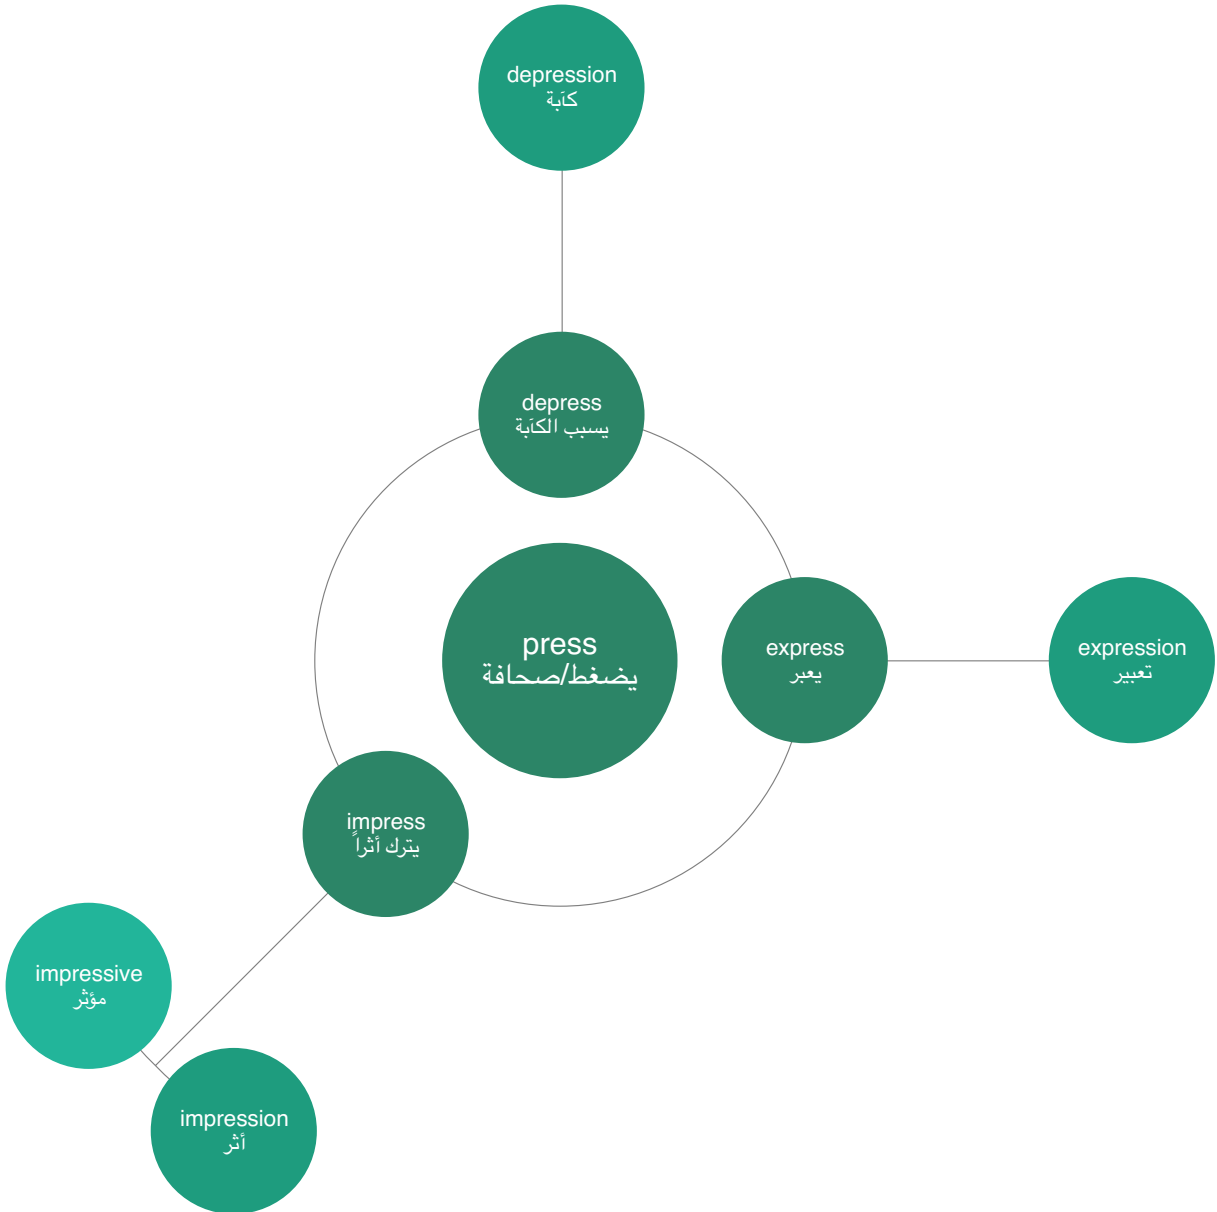 depression
كآبة
depress
يسبب الكآبة
press
يضغط/صحافة
express
يعبر
expression
تعبير
impress
يترك أثراً
impressive
مؤثر
impression
أثر